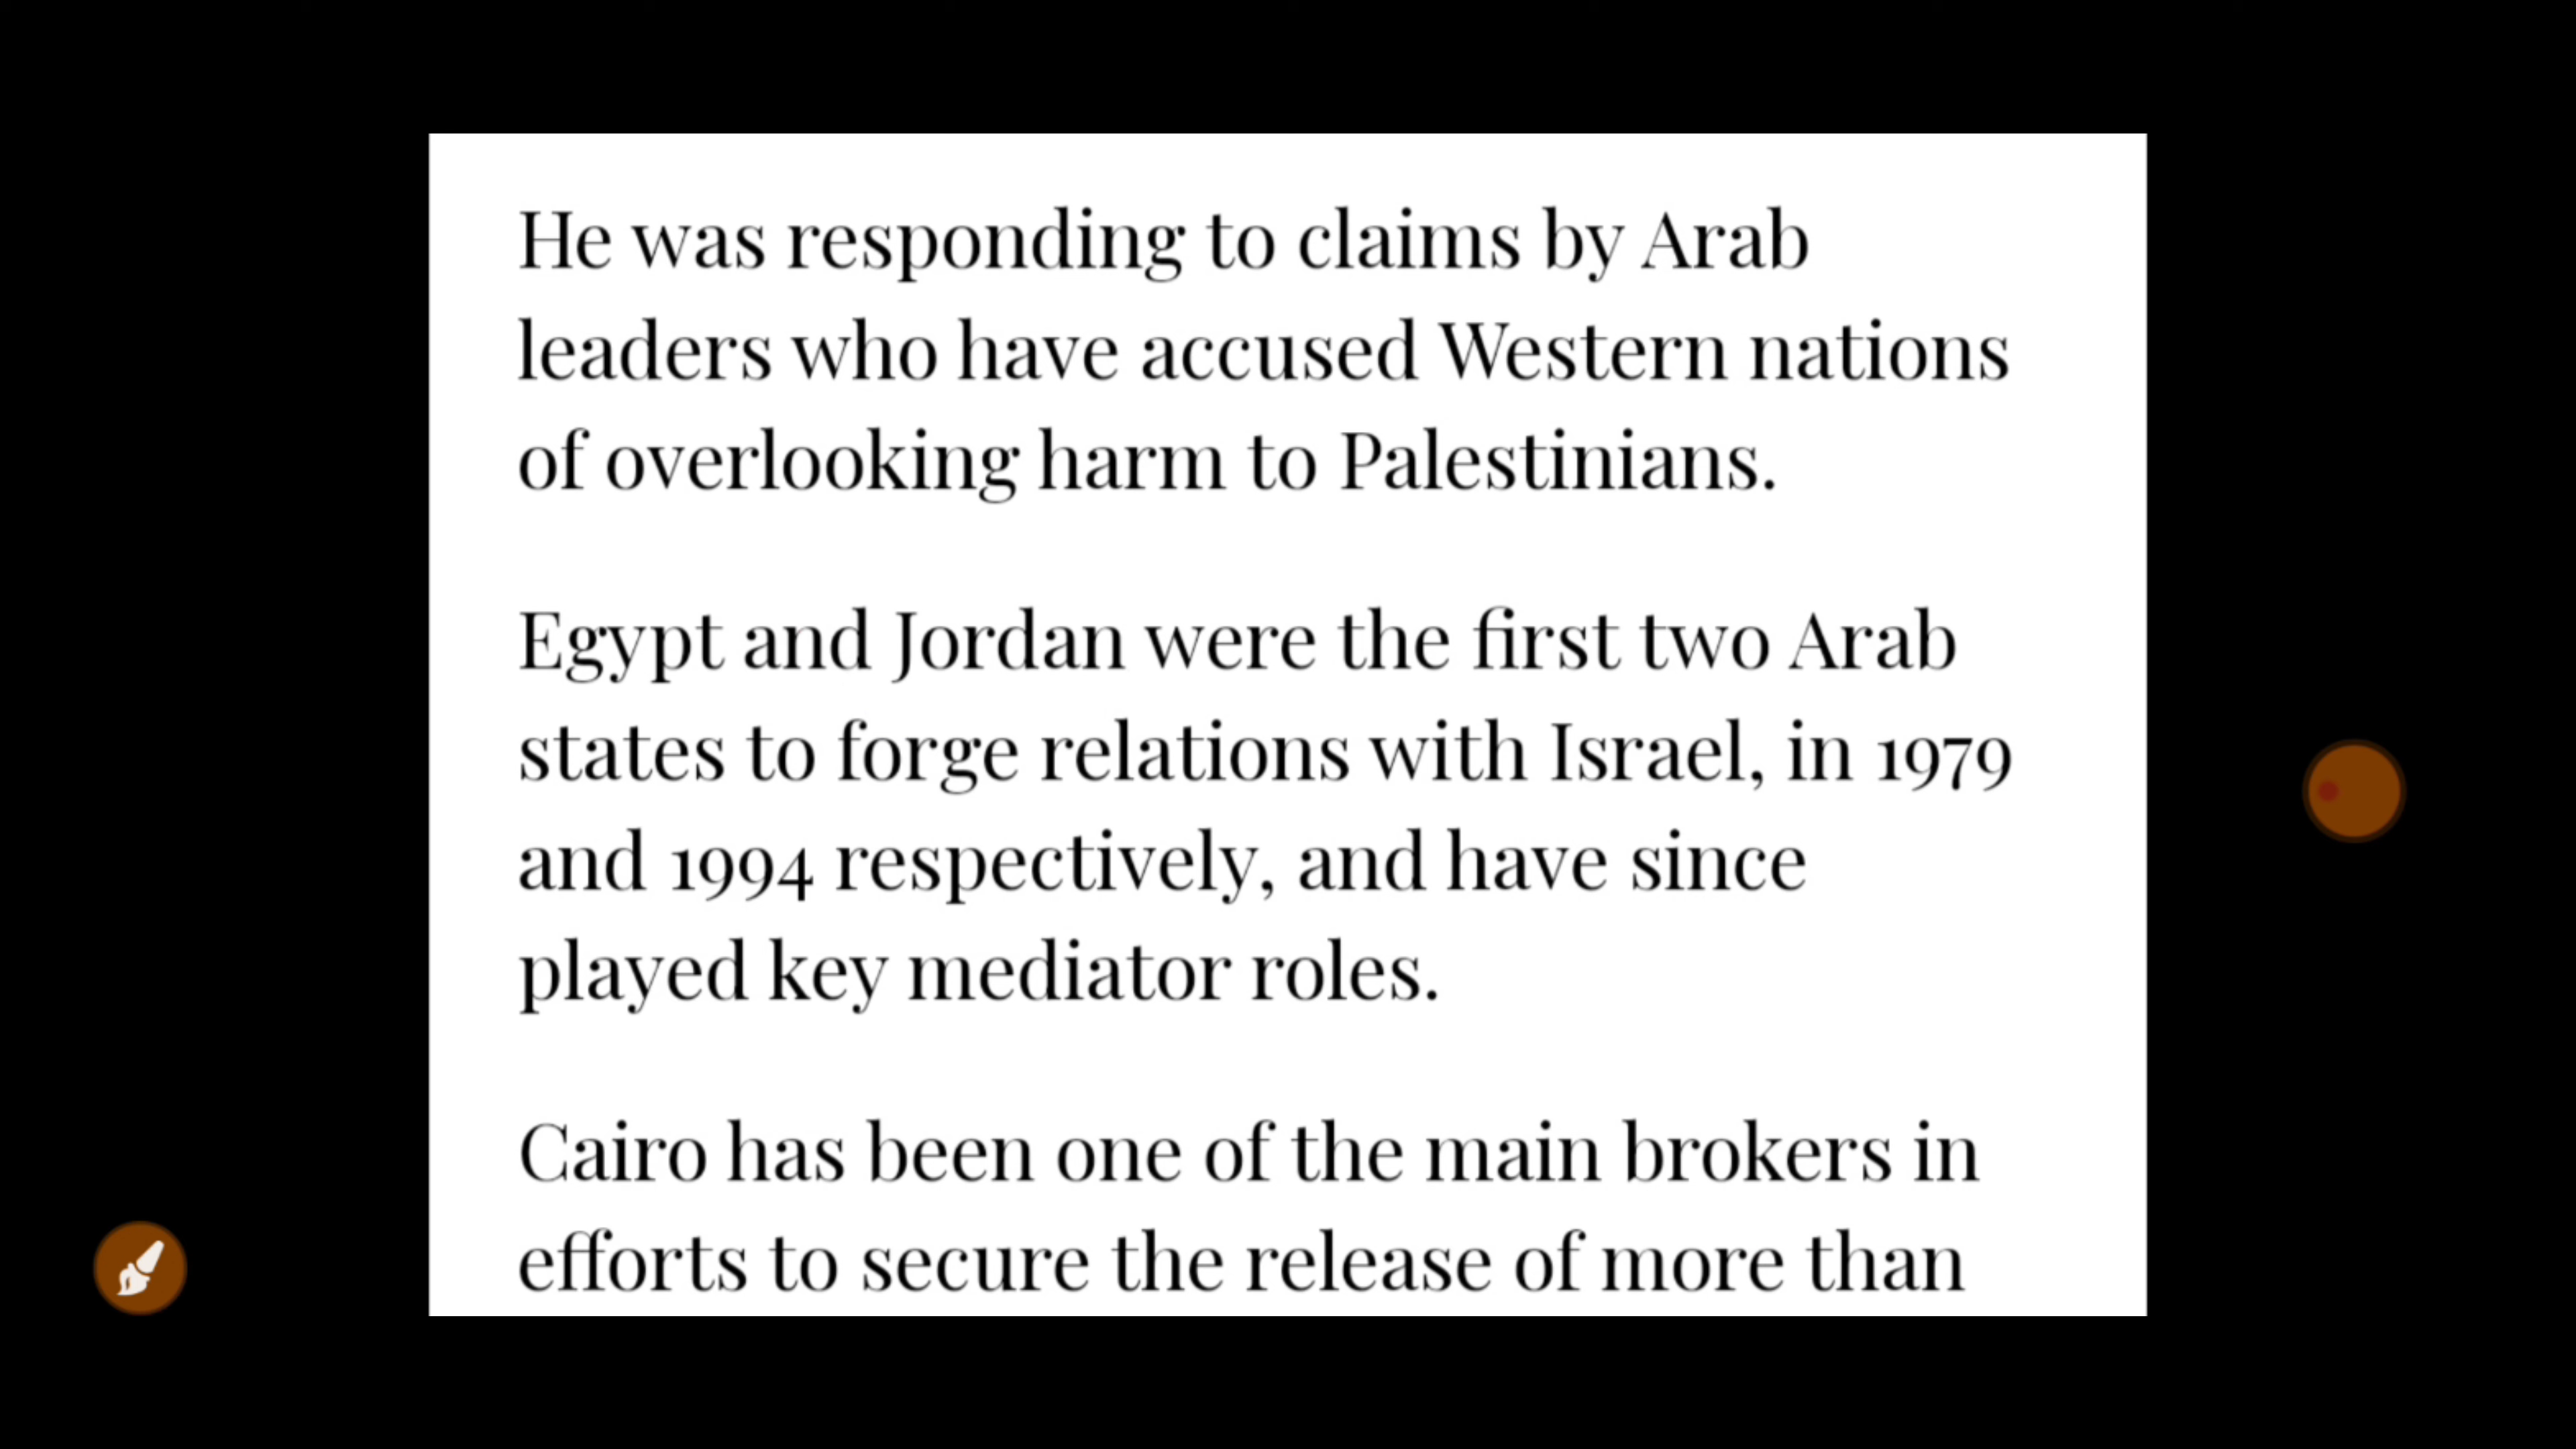 He was responding to claims by Arab
leaders who have accused Western nations
of overlooking harm to Palestinians.
Egypt and Jordan were the first two Arab
states to forge relations with Israel, in 1979
and 1994 respectively, and have since
played key mediator roles.
Cairo has been one of the main brokers in
efforts to secure the release of more than